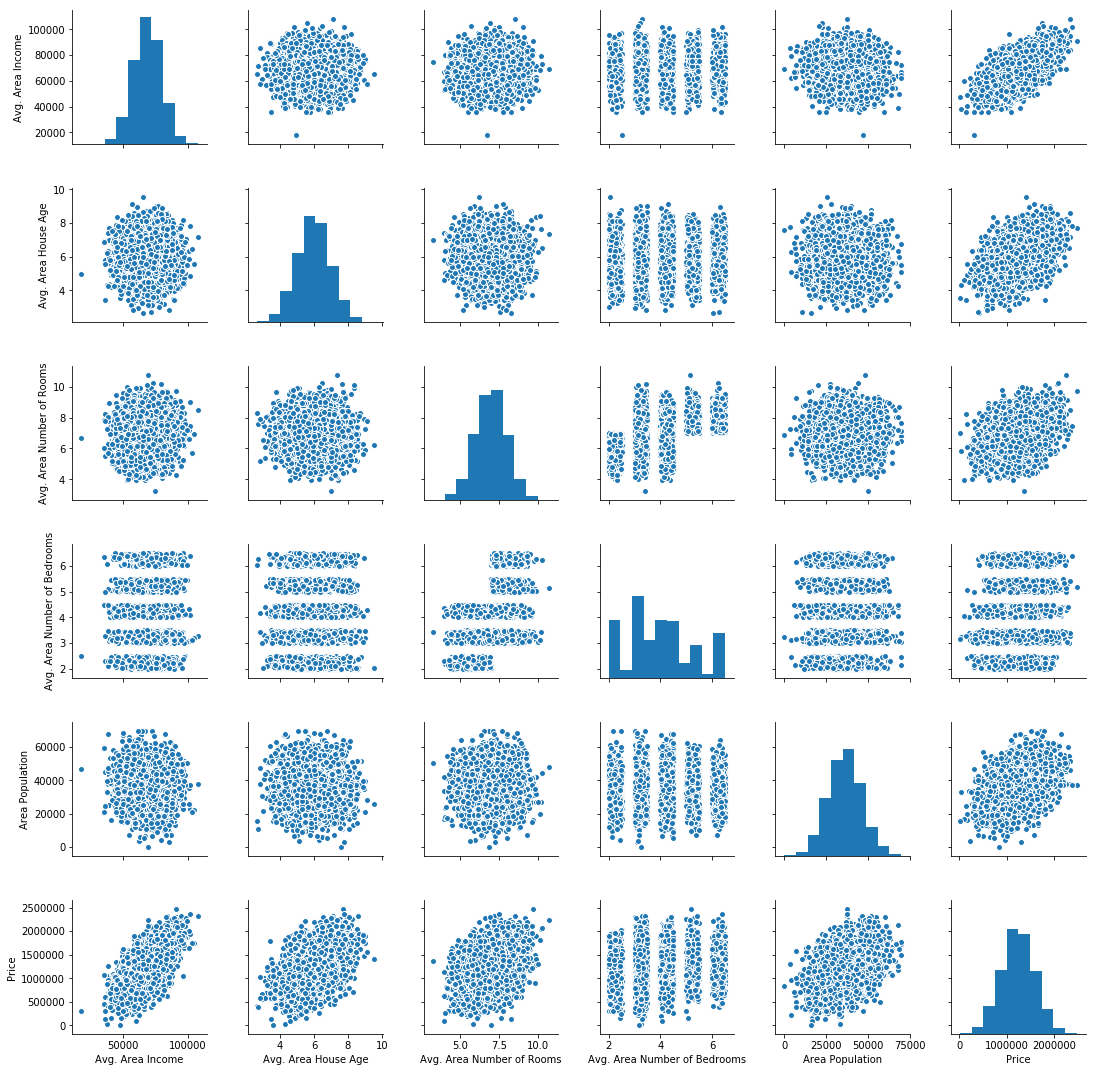 Avg. Area Income
100000
80000
60000
40000
20000
Avg. Area House Age
10
8
6
4
Avg. Area Number of Rooms
10
8
6
4
Avg. Area Number of Bedrooms
6
5
4
3
2
Area Population
60000
40000
20000
0
Price
2500000
2000000
1500000
1000000
500000
0
50000 100000
Avg. Area Income
4 6 8 10
Avg. Area House Age
5.0 7.5 10.0
Avg. Area Number of Rooms
2 4 6
Avg. Area Number of Bedrooms
0 25000 50000 75000
Area Population
0 1000000 2000000
Price